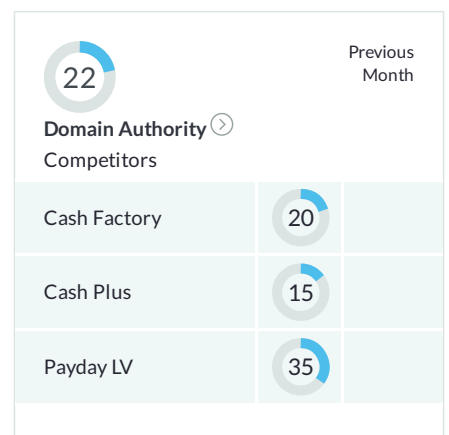 22
Previous
Month
Domain Authority
Competitors
Cash Factory 20
Cash Plus 15
Payday LV 35